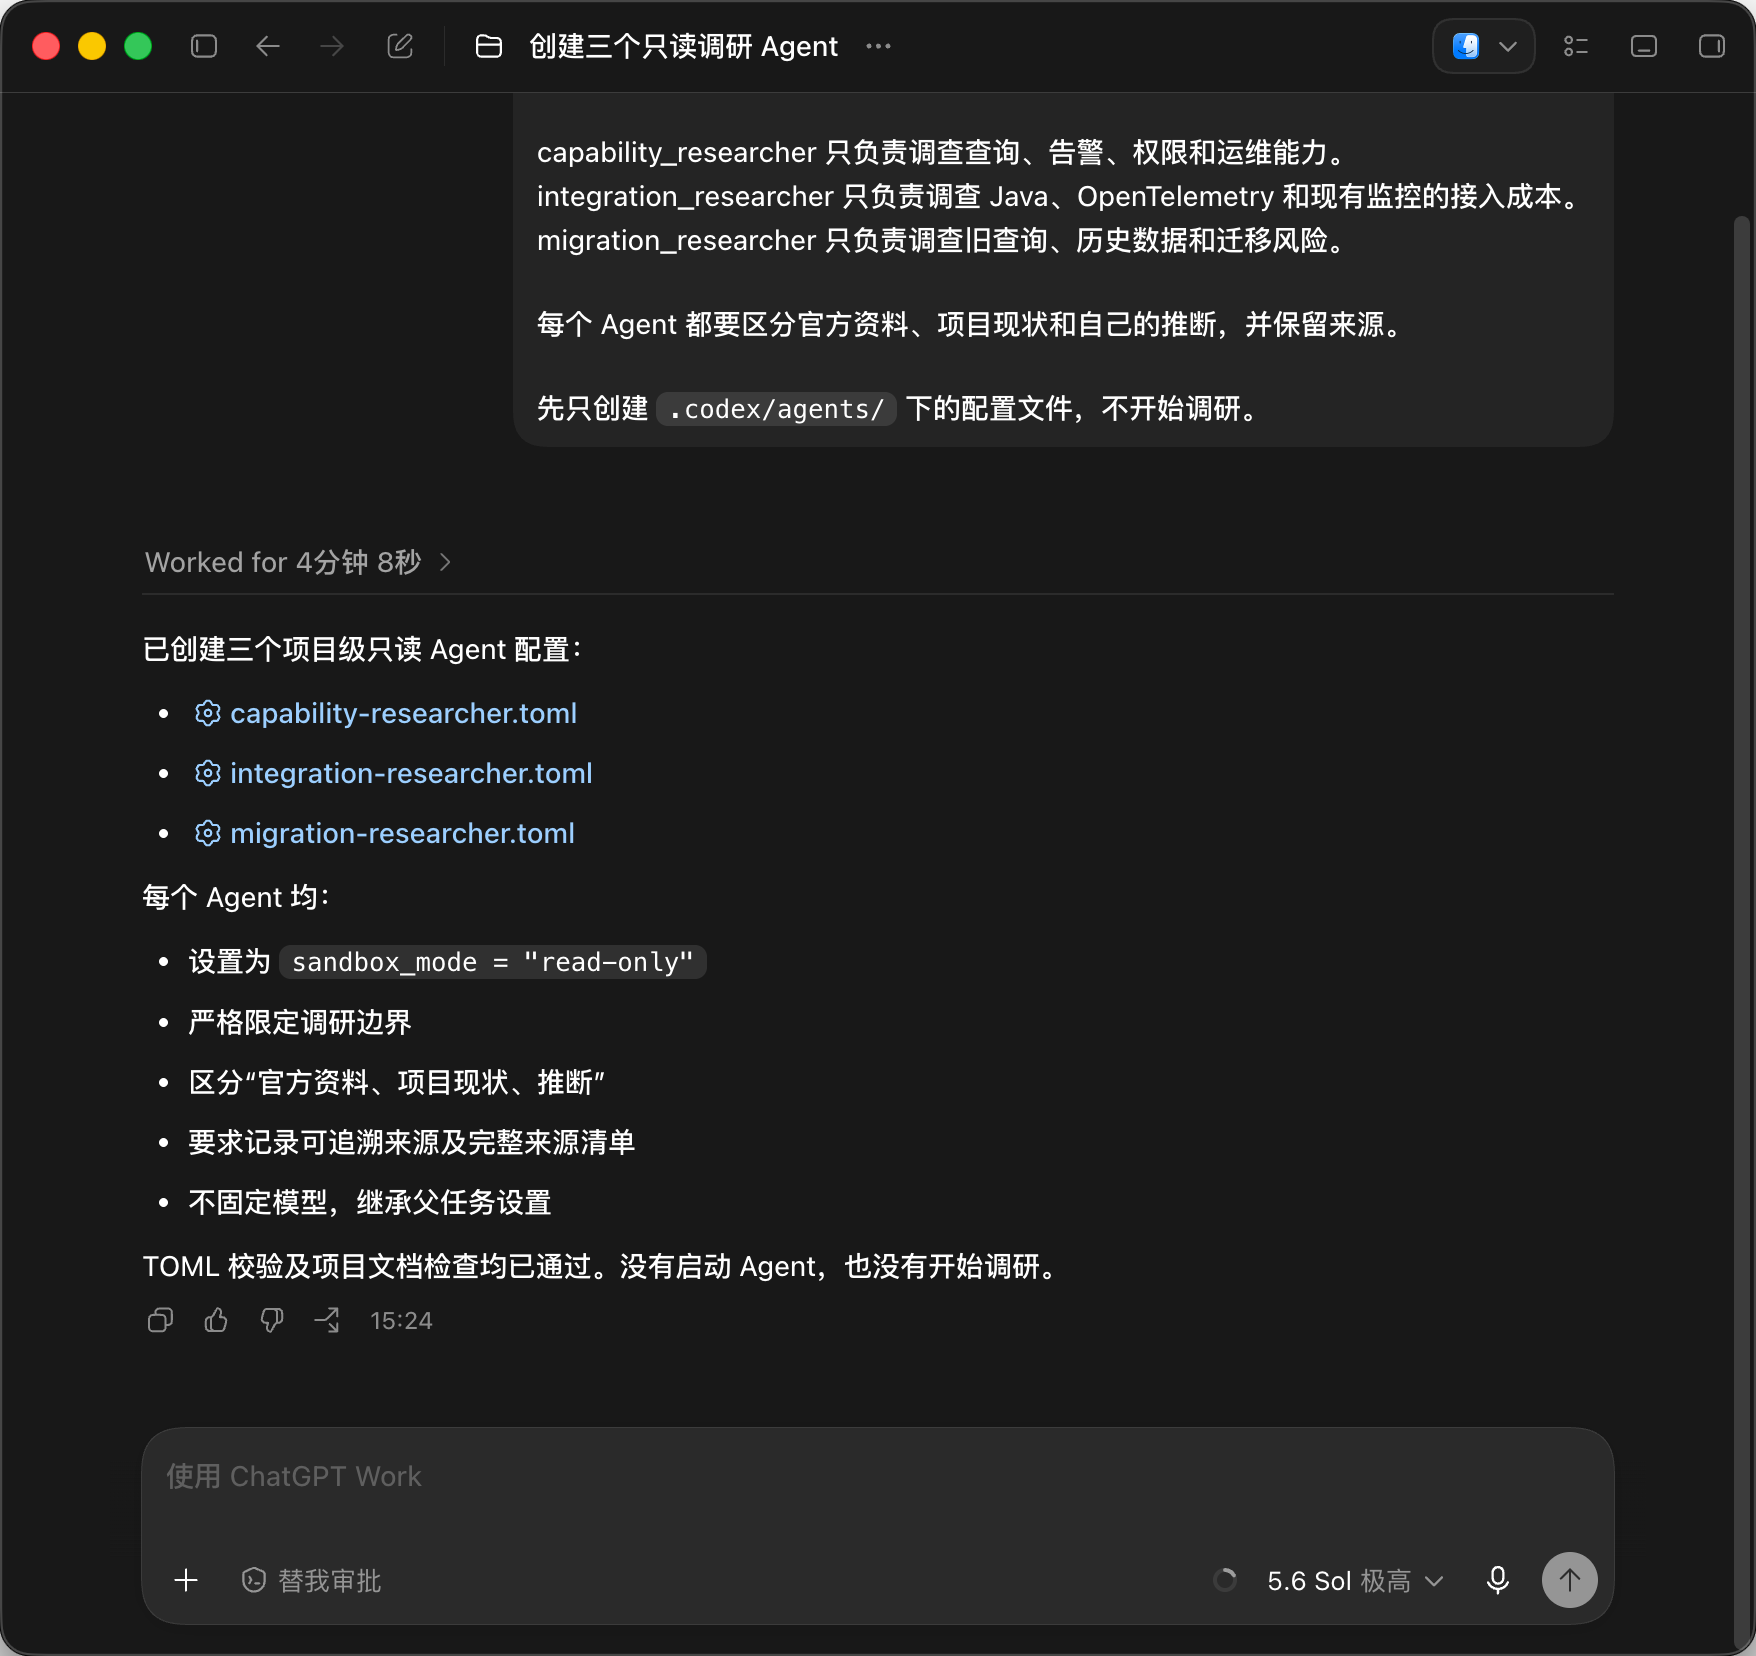 创建三个只读调研 Agent
capability_researcher 只负责调查查询、告警、权限和运维能力。
integration_researcher 只负责调查 Java、OpenTelemetry 和现有监控的接入成本。
migration_researcher 只负责调查旧查询、历史数据和迁移风险。
每个 Agent 都要区分官方资料、项目现状和自己的推断，并保留来源。
先只创建 .codex/agents/ 下的配置文件，不开始调研。
Worked for 4分钟 8秒
已创建三个项目级只读 Agent 配置：
capability-researcher.toml
integration-researcher.toml
migration-researcher.toml
每个 Agent 均：
设置为 sandbox_mode = "read-only"
严格限定调研边界
区分“官方资料、项目现状、推断”
要求记录可追溯来源及完整来源清单
不固定模型，继承父任务设置
TOML 校验及项目文档检查均已通过。没有启动 Agent，也没有开始调研。
15:24
使用 ChatGPT Work
替我审批
5.6 Sol 极高